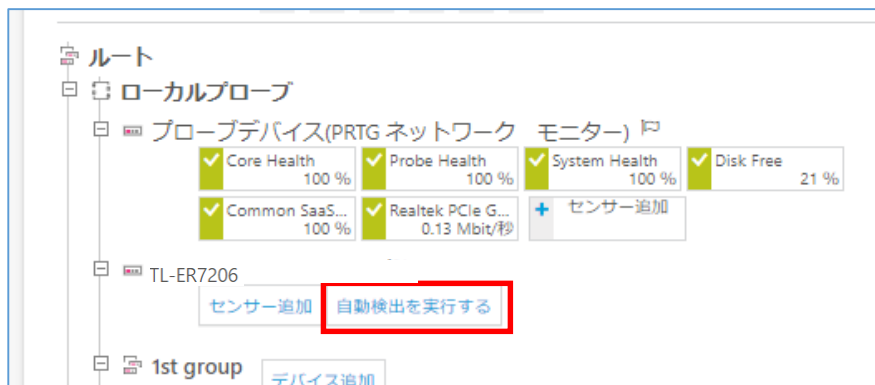 ルート
ローカルプローブ
プローブデバイス(PRTG ネットワーク　モニター)
Core Health
100 %
Probe Health
100 %
System Health
100 %
Disk Free
21 %
Common SaaS...
100 %
Realtek PCIe G...
0.13 Mbit/秒
センサー追加
TL-ER7206
センサー追加 自動検出を実行する
1st group
デバイス追加